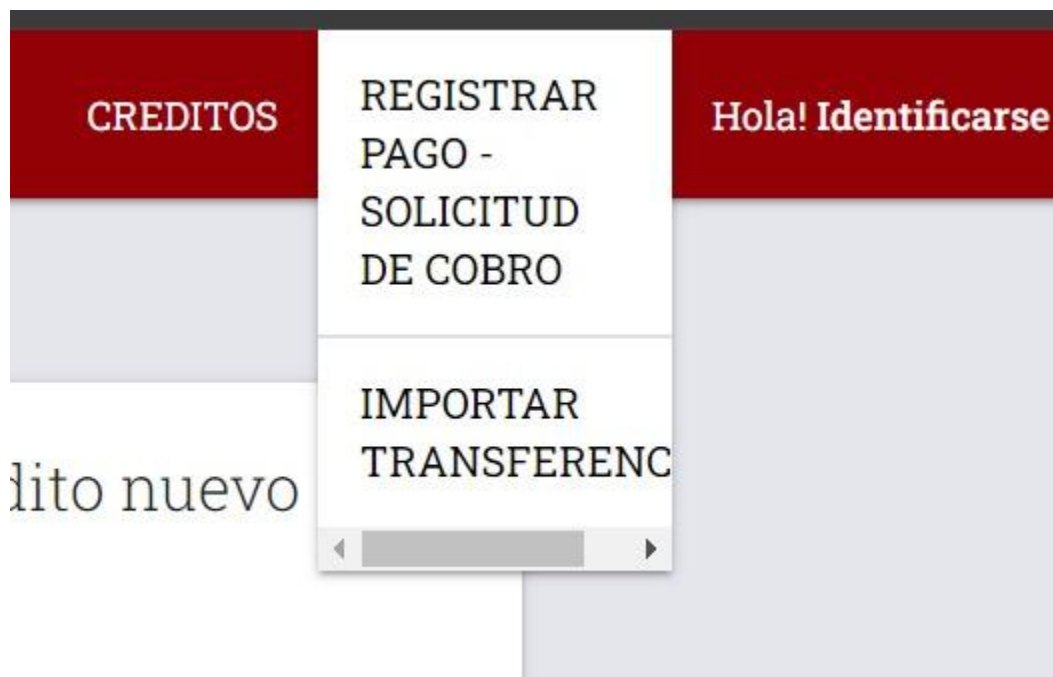 CREDITOS
REGISTRAR
PAGO -
SOLICITUD
DE COBRO
Hola! Identificarse
IMPORTAR
TRANSFERENC
dito nuevo